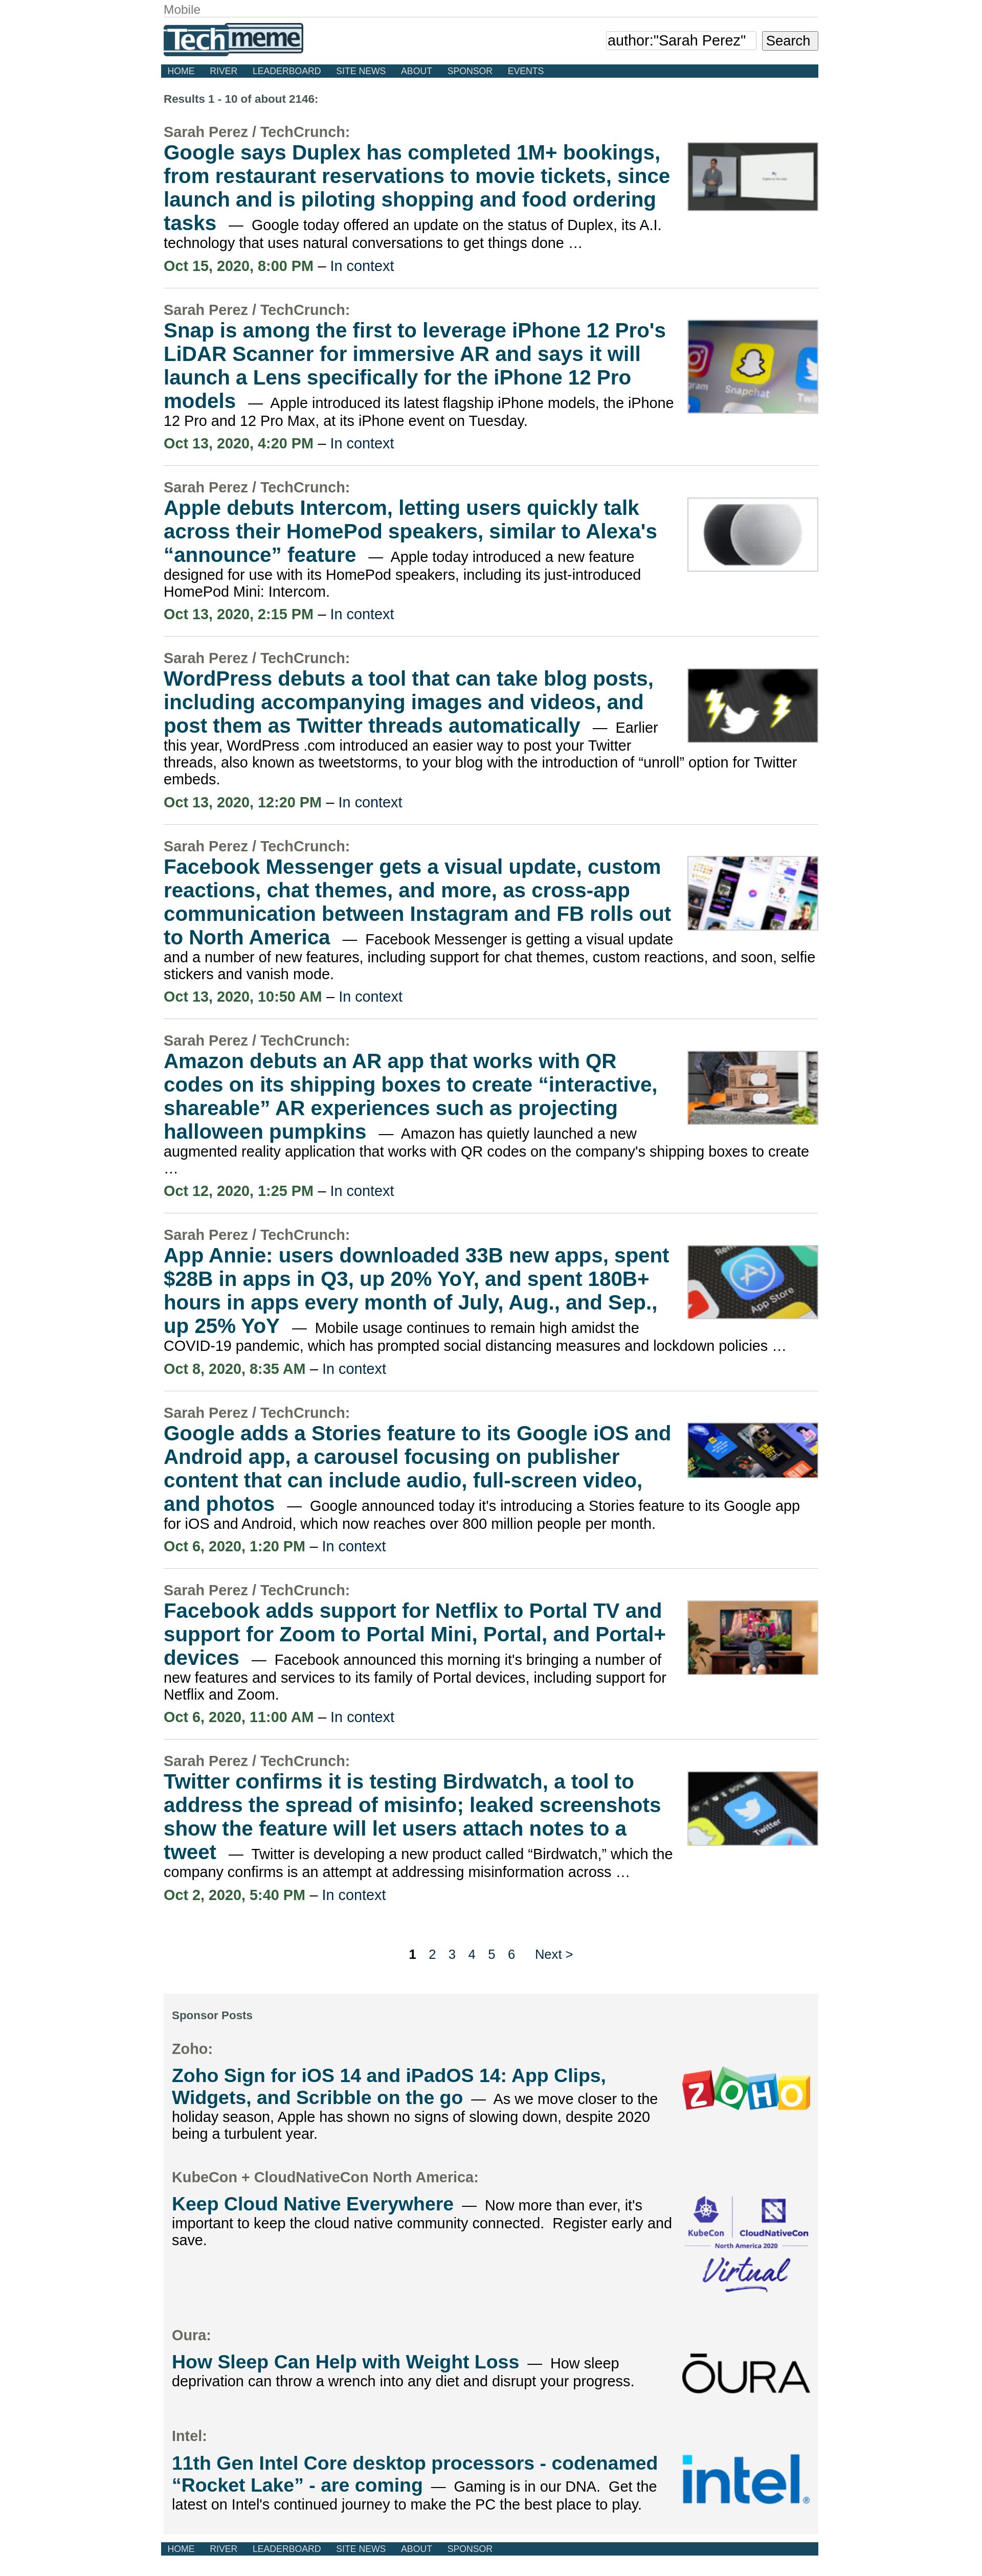 Mobile
Techmeme
author:"Sarah Perez"
Search
HOME RIVER LEADERBOARD SITE NEWS ABOUT SPONSOR EVENTS
Results 1 - 10 of about 2146:
Sarah Perez / TechCrunch:
Google says Duplex has completed 1M+ bookings,
from restaurant reservations to movie tickets, since
launch and is piloting shopping and food ordering
tasks — Google today offered an update on the status of Duplex, its A.I.
technology that uses natural conversations to get things done …
Oct 15, 2020, 8:00 PM – In context
Sarah Perez / TechCrunch:
Snap is among the first to leverage iPhone 12 Pro's
LiDAR Scanner for immersive AR and says it will
launch a Lens specifically for the iPhone 12 Pro
models — Apple introduced its latest flagship iPhone models, the iPhone
12 Pro and 12 Pro Max, at its iPhone event on Tuesday.
Snapchat
Oct 13, 2020, 4:20 PM – In context
Sarah Perez / TechCrunch:
Apple debuts Intercom, letting users quickly talk
across their HomePod speakers, similar to Alexa's
“announce” feature — Apple today introduced a new feature
designed for use with its HomePod speakers, including its just-introduced
HomePod Mini: Intercom.
Oct 13, 2020, 2:15 PM – In context
Sarah Perez / TechCrunch:
WordPress debuts a tool that can take blog posts,
including accompanying images and videos, and
post them as Twitter threads automatically — Earlier
this year, WordPress .com introduced an easier way to post your Twitter
threads, also known as tweetstorms, to your blog with the introduction of “unroll” option for Twitter
embeds.
Oct 13, 2020, 12:20 PM – In context
Sarah Perez / TechCrunch:
Facebook Messenger gets a visual update, custom
reactions, chat themes, and more, as cross-app
communication between Instagram and FB rolls out
to North America — Facebook Messenger is getting a visual update
and a number of new features, including support for chat themes, custom reactions, and soon, selfie
stickers and vanish mode.
Oct 13, 2020, 10:50 AM – In context
Sarah Perez / TechCrunch:
Amazon debuts an AR app that works with QR
codes on its shipping boxes to create “interactive,
shareable” AR experiences such as projecting
halloween pumpkins — Amazon has quietly launched a new
augmented reality application that works with QR codes on the company's shipping boxes to create
…
Oct 12, 2020, 1:25 PM – In context
Sarah Perez / TechCrunch:
App Annie: users downloaded 33B new apps, spent
$28B in apps in Q3, up 20% YoY, and spent 180B+
hours in apps every month of July, Aug., and Sep.,
up 25% YoY — Mobile usage continues to remain high amidst the
COVID-19 pandemic, which has prompted social distancing measures and lockdown policies …
App Store
Oct 8, 2020, 8:35 AM – In context
Sarah Perez / TechCrunch:
Google adds a Stories feature to its Google iOS and
Android app, a carousel focusing on publisher
content that can include audio, full-screen video,
and photos — Google announced today it's introducing a Stories feature to its Google app
for iOS and Android, which now reaches over 800 million people per month.
Oct 6, 2020, 1:20 PM – In context
Sarah Perez / TechCrunch:
Facebook adds support for Netflix to Portal TV and
support for Zoom to Portal Mini, Portal, and Portal+
devices — Facebook announced this morning it's bringing a number of
new features and services to its family of Portal devices, including support for
Netflix and Zoom.
Oct 6, 2020, 11:00 AM – In context
Sarah Perez / TechCrunch:
Twitter confirms it is testing Birdwatch, a tool to
address the spread of misinfo; leaked screenshots
show the feature will let users attach notes to a
tweet — Twitter is developing a new product called “Birdwatch,” which the
company confirms is an attempt at addressing misinformation across …
Twitter
Oct 2, 2020, 5:40 PM – In context
1 2 3 4 5 6 Next >
Sponsor Posts
Zoho:
Zoho Sign for iOS 14 and iPadOS 14: App Clips,
Widgets, and Scribble on the go — As we move closer to the
holiday season, Apple has shown no signs of slowing down, despite 2020
being a turbulent year.
ZOHO
KubeCon + CloudNativeCon North America:
Keep Cloud Native Everywhere — Now more than ever, it's
important to keep the cloud native community connected. Register early and
save.
KubeCon CloudNativeCon
North America 2020
Virtual
Oura:
How Sleep Can Help with Weight Loss — How sleep
deprivation can throw a wrench into any diet and disrupt your progress.
ŌURA
Intel:
11th Gen Intel Core desktop processors - codenamed
“Rocket Lake” - are coming — Gaming is in our DNA. Get the
latest on Intel's continued journey to make the PC the best place to play.
intel®
HOME RIVER LEADERBOARD SITE NEWS ABOUT SPONSOR